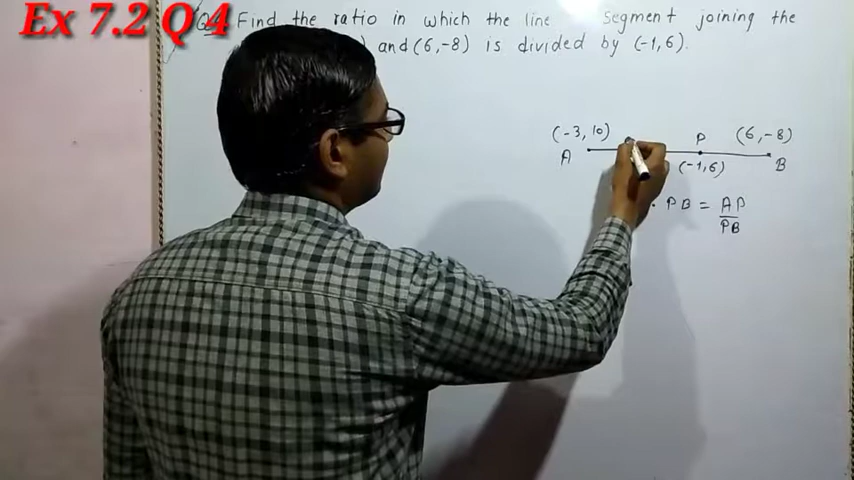 Ex 7.2 Q4
Find the ratio in which the line segment joining the
and (6,-8) is divided by (-1,6).
(-3, 10) P (6,-8)
A (-1,6) B
PB = AP
PB